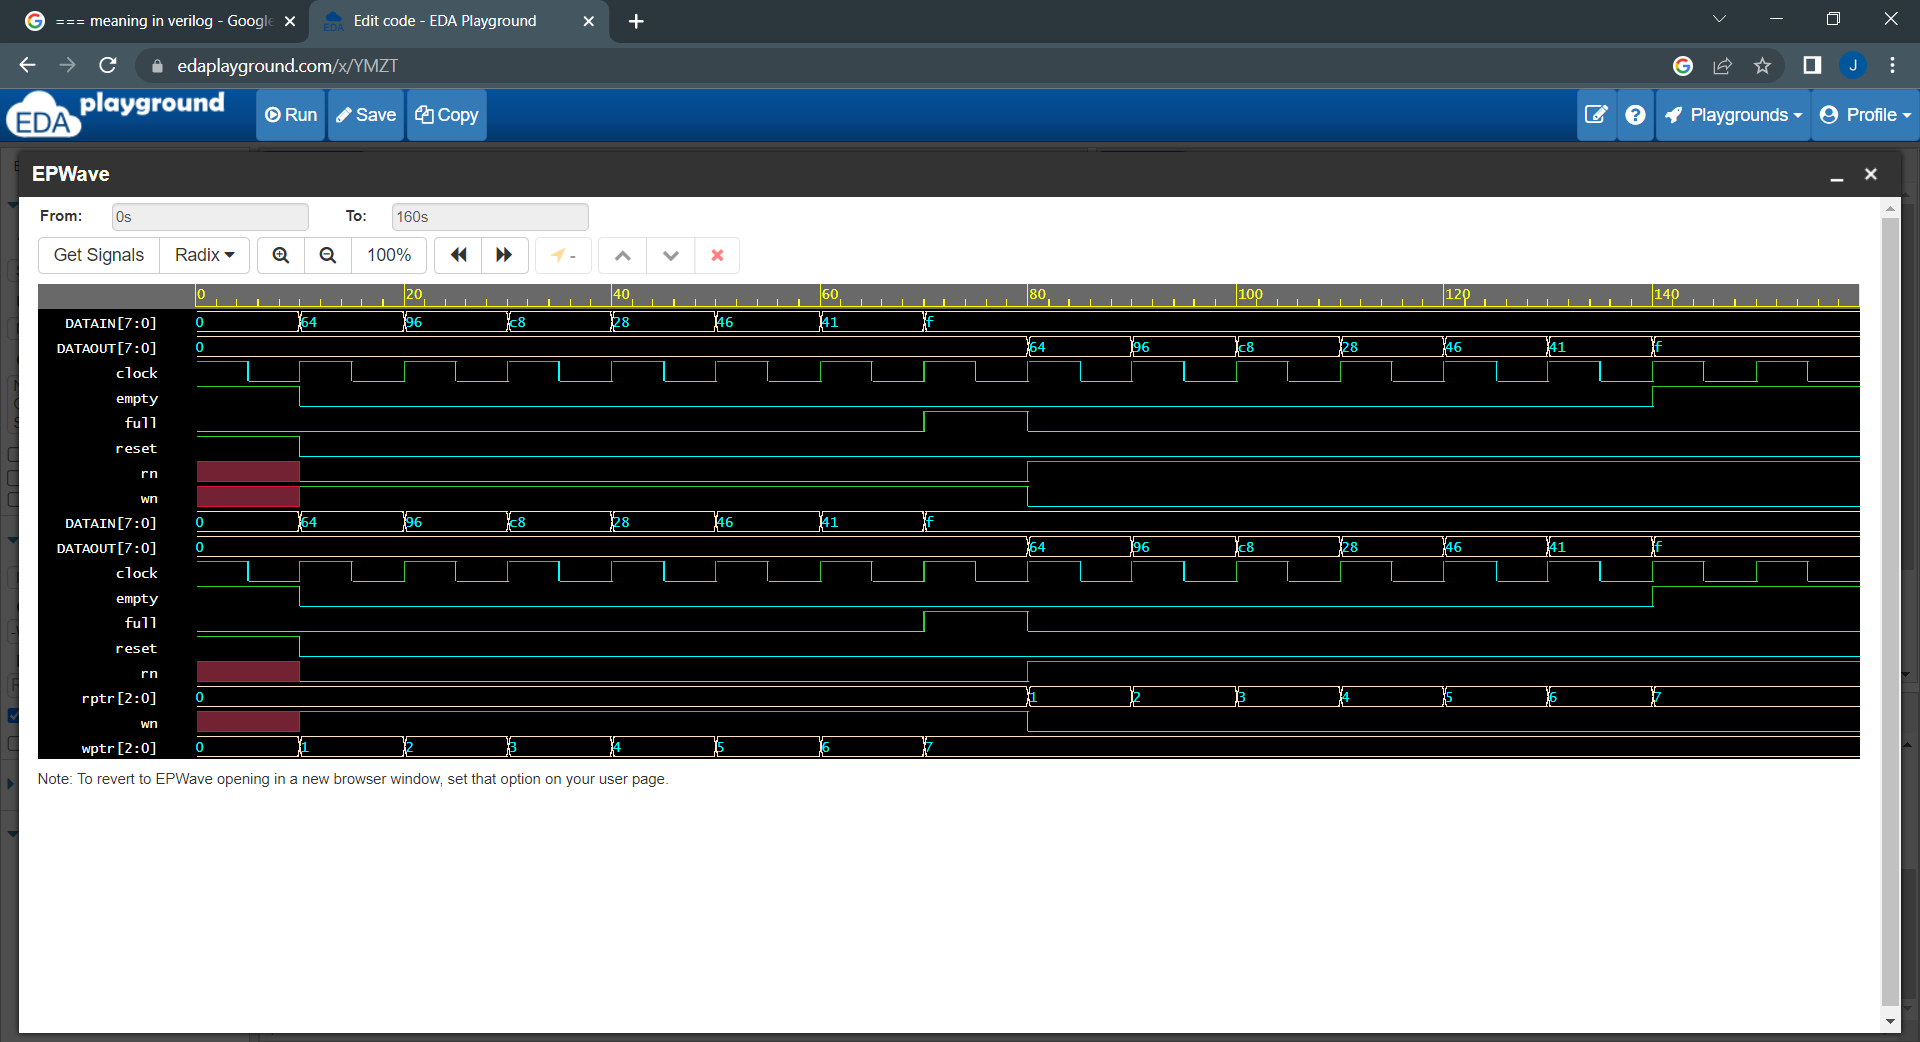 === meaning in verilog - Google
Edit code - EDA Playground
edaplayground.com/x/YMZT
J
EDA playground
Run Save Copy Playgrounds Profile
EPWave
From: 0s To: 160s
Get Signals Radix 100% -
0 20 40 60 80 100 120 140
DATAIN[7:0] 0 64 96 c8 28 46 41 f
DATAOUT[7:0] 0 64 96 c8 28 46 41 f
clock
empty
full
reset
rn
wn
DATAIN[7:0] 0 64 96 c8 28 46 41 f
DATAOUT[7:0] 0 64 96 c8 28 46 41 f
clock
empty
full
reset
rn
rptr[2:0] 0 1 2 3 4 5 6 7
wn
wptr[2:0] 0 1 2 3 4 5 6 7
Note: To revert to EPWave opening in a new browser window, set that option on your user page.